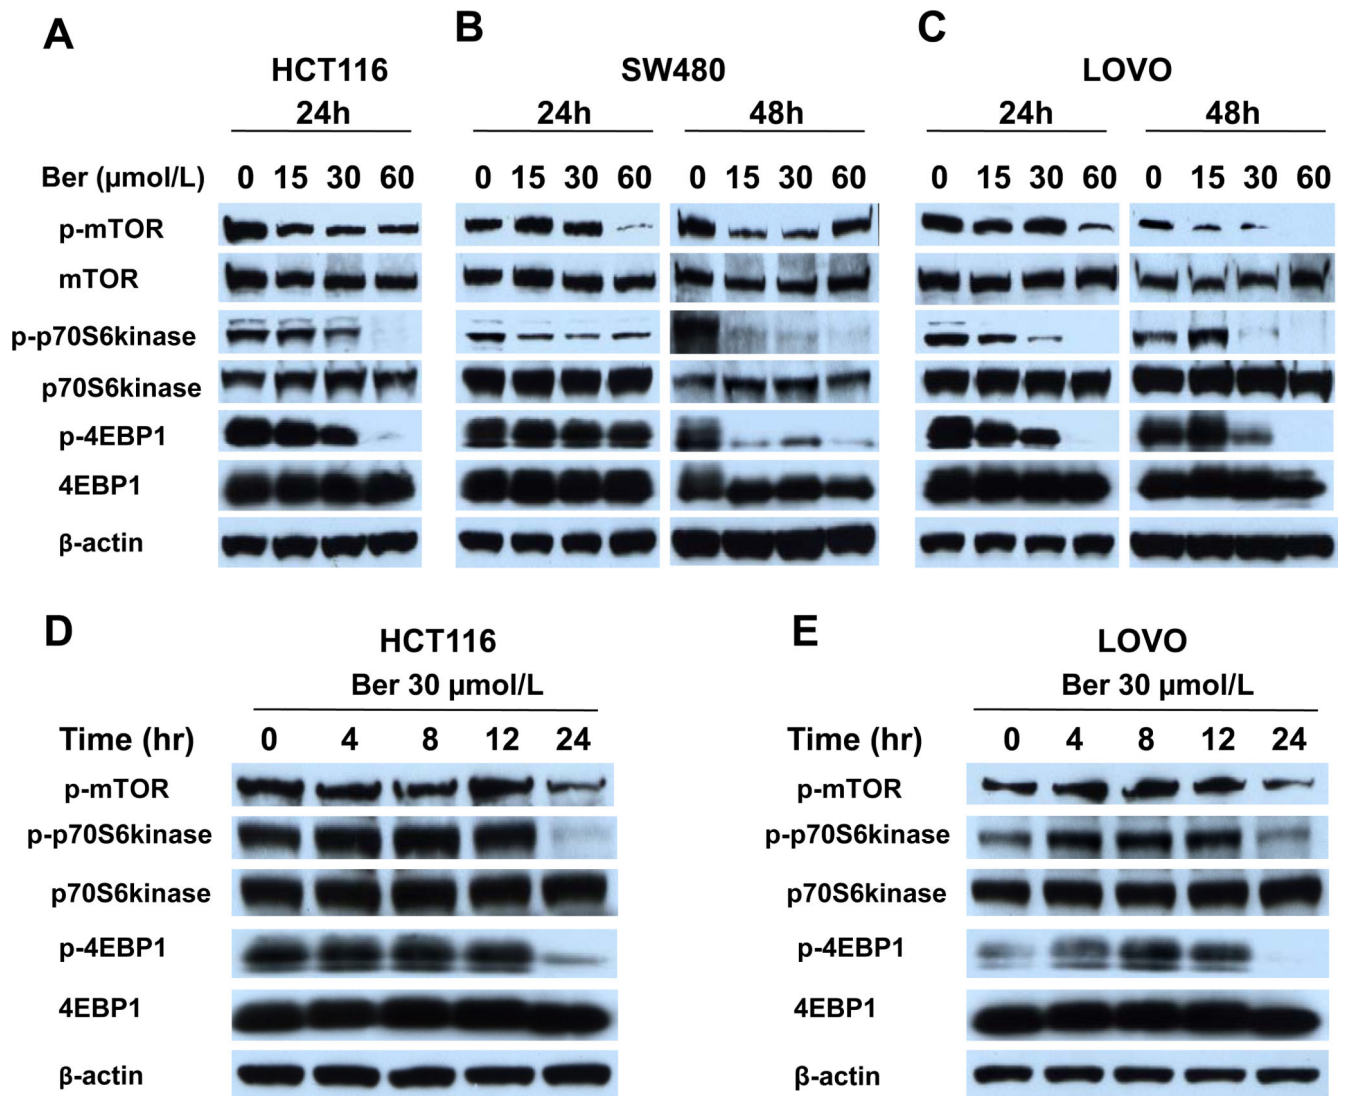 A
B
C
HCT116
SW480
LOVO
24h
24h
48h
24h
48h
Ber (µmol/L) 0 15 30 60 0 15 30 60 0 15 30 60 0 15 30 60 0 15 30 60
p-mTOR
mTOR
p-p70S6kinase
p70S6kinase
p-4EBP1
4EBP1
β-actin
D
HCT116
Ber 30 µmol/L
Time (hr) 0 4 8 12 24
p-mTOR
p-p70S6kinase
p70S6kinase
p-4EBP1
4EBP1
β-actin
E
LOVO
Ber 30 µmol/L
Time (hr) 0 4 8 12 24
p-mTOR
p-p70S6kinase
p70S6kinase
p-4EBP1
4EBP1
β-actin